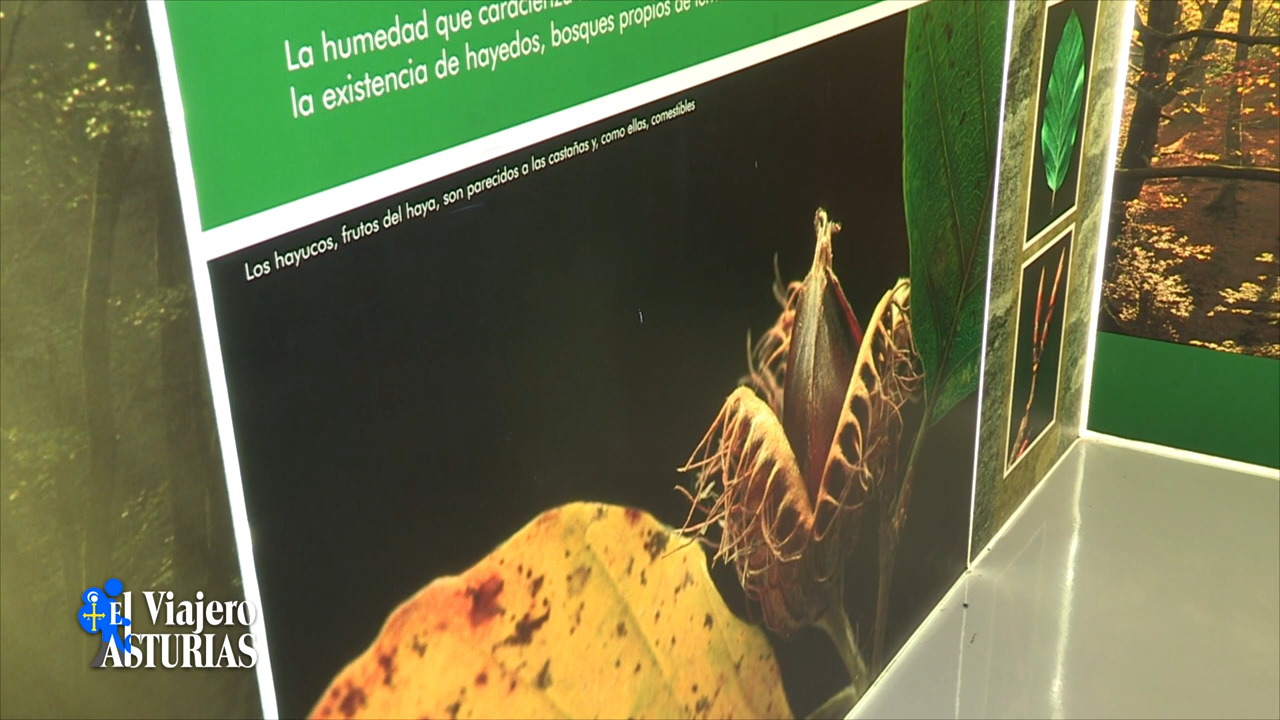 La humedad que caracteriza
la existencia de hayedos, bosques propios de
Los hayucos, frutos del haya, son parecidos a las castañas y, como ellas, comestibles
El Viajero
ASTURIAS